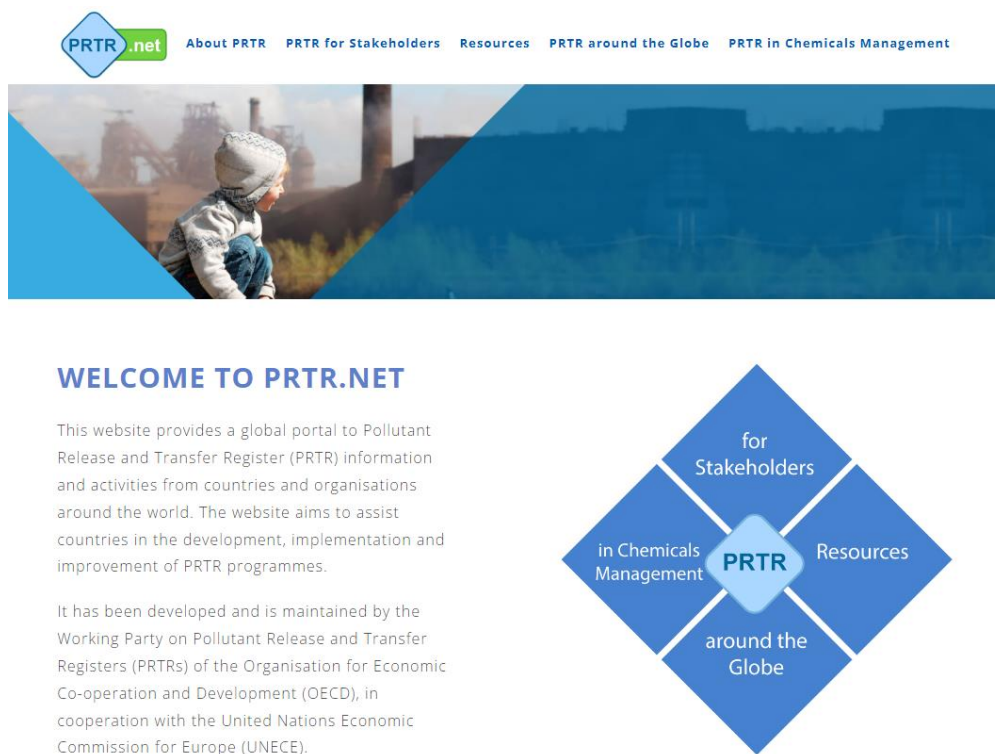 PRTR .net
About PRTR
PRTR for Stakeholders
Resources
PRTR around the Globe
PRTR in Chemicals Management
WELCOME TO PRTR.NET
This website provides a global portal to Pollutant
Release and Transfer Register (PRTR) information
and activities from countries and organisations
around the world. The website aims to assist
countries in the development, implementation and
improvement of PRTR programmes.
It has been developed and is maintained by the
Working Party on Pollutant Release and Transfer
Registers (PRTRs) of the Organisation for Economic
Co-operation and Development (OECD), in
cooperation with the United Nations Economic
Commission for Europe (UNECE).
for
Stakeholders
in Chemicals
Management
PRTR
Resources
around the
Globe